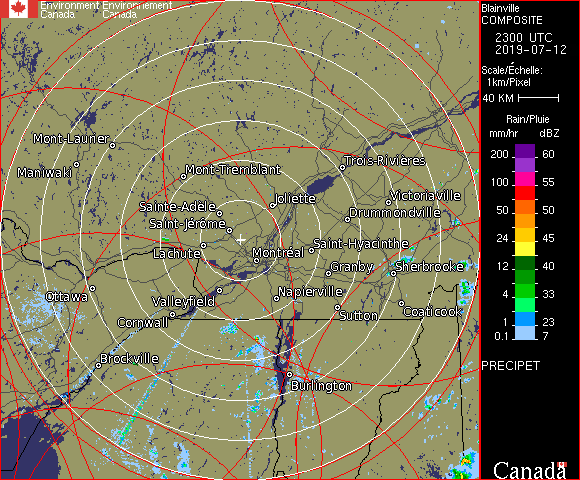 Environment Environnement
Canada Canada
Blainville
COMPOSITE
2300 UTC
2019-07-12
Scale/Échelle:
1km/Pixel
40 KM
Rain/Pluie
mm/hr dBZ
200 60
100 55
50 50
24 45
12 40
4 33
1 23
0.1 7
PRECIPET
Canada
Mont-Laurier
Maniwaki
Mont-Tremblant
Trois-Rivières
Joliette
Victoriaville
Sainte-Adèle
Drummondville
Saint-Jérôme
Lachute
Montréal
Saint-Hyacinthe
Granby
Sherbrooke
Ottawa
Valleyfield
Napierville
Cornwall
Sutton
Coaticook
Brockville
Burlington